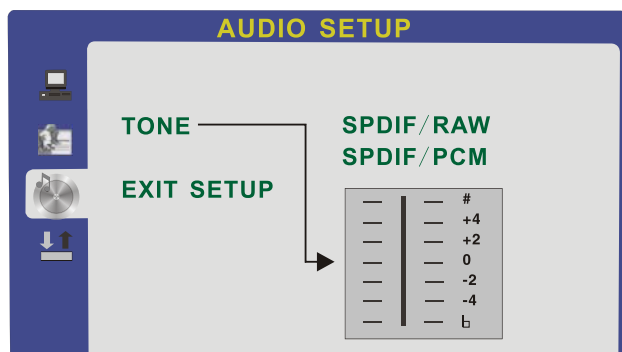 AUDIO SETUP
TONE
SPDIF/RAW
SPDIF/PCM
EXIT SETUP
#
+4
+2
0
-2
-4
♭